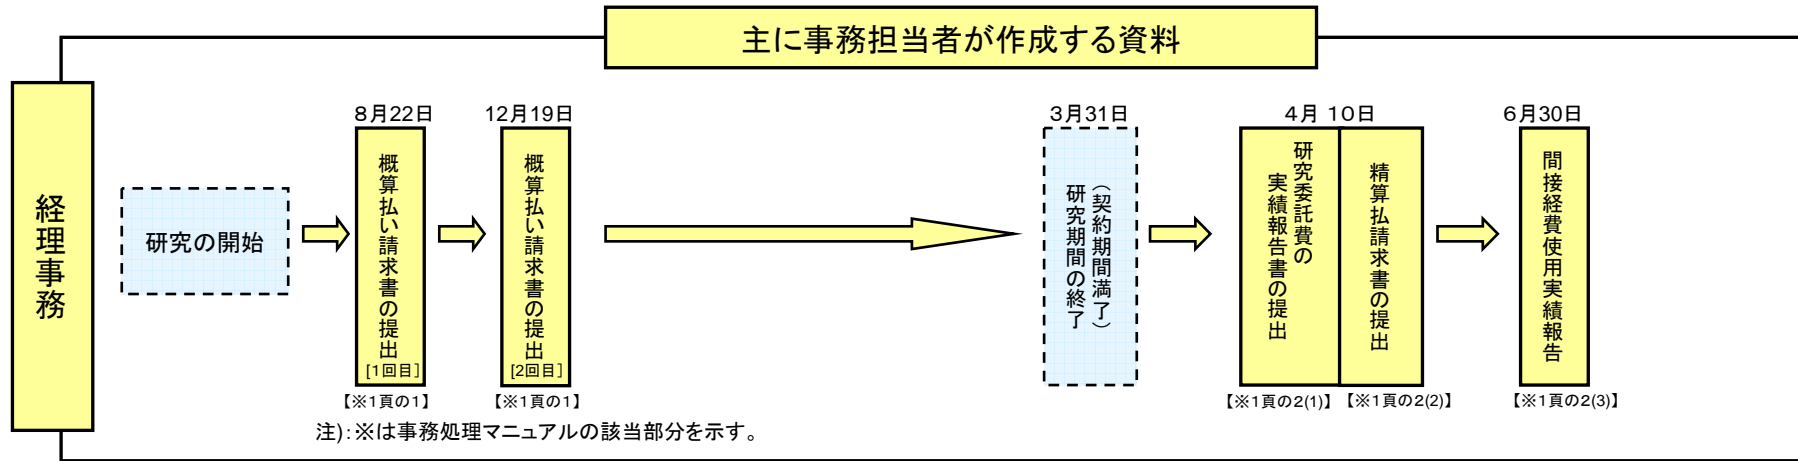 主に事務担当者が作成する資料
経理事務
研究の開始
8月22日
概算払い請求書の提出
[1回目]
【※1頁の1】
12月19日
概算払い請求書の提出
[2回目]
【※1頁の1】
3月31日
(契約期間満了)
研究期間の終了
4月 10日
研究委託費の
実績報告書の提出
【※1頁の2(1)】
精算払請求書の提出
【※1頁の2(2)】
6月30日
間接経費使用実績報告
【※1頁の2(3)】
注):※は事務処理マニュアルの該当部分を示す。